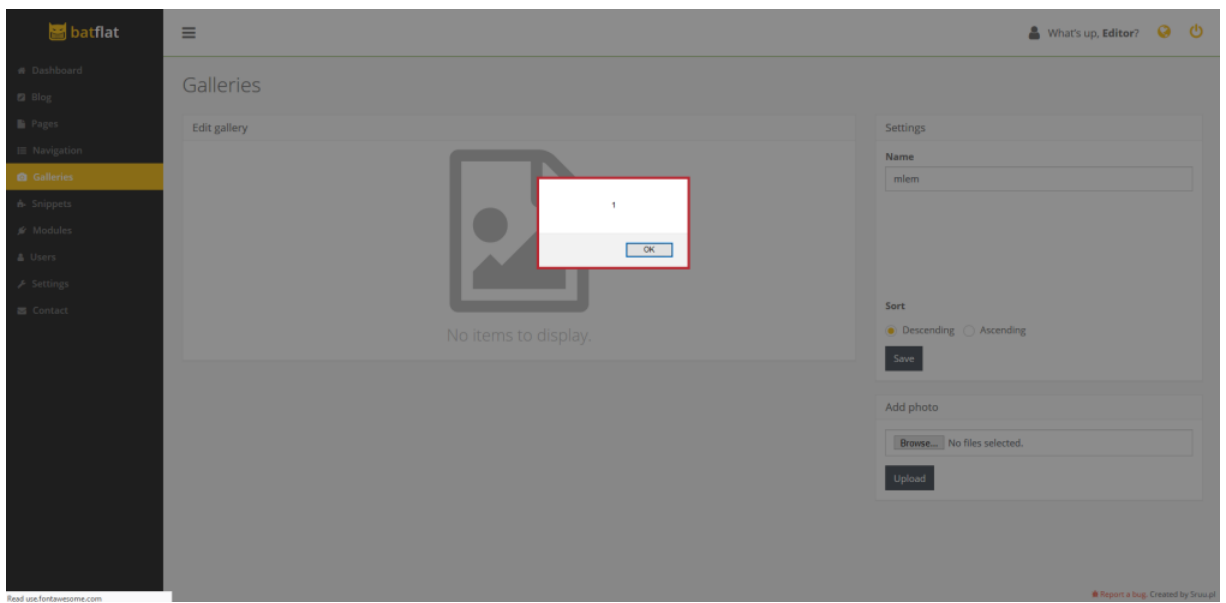 batflat
What's up, Editor?
Dashboard
Blog
Pages
Navigation
Galleries
Snippets
Modules
Users
Settings
Contact
Galleries
Edit gallery
No items to display.
1
OK
Settings
Name
mlem
Sort
Descending Ascending
Save
Add photo
Browse... No files selected.
Upload
Read use.fontawesome.com
Report a bug. Created by Sruu.pl